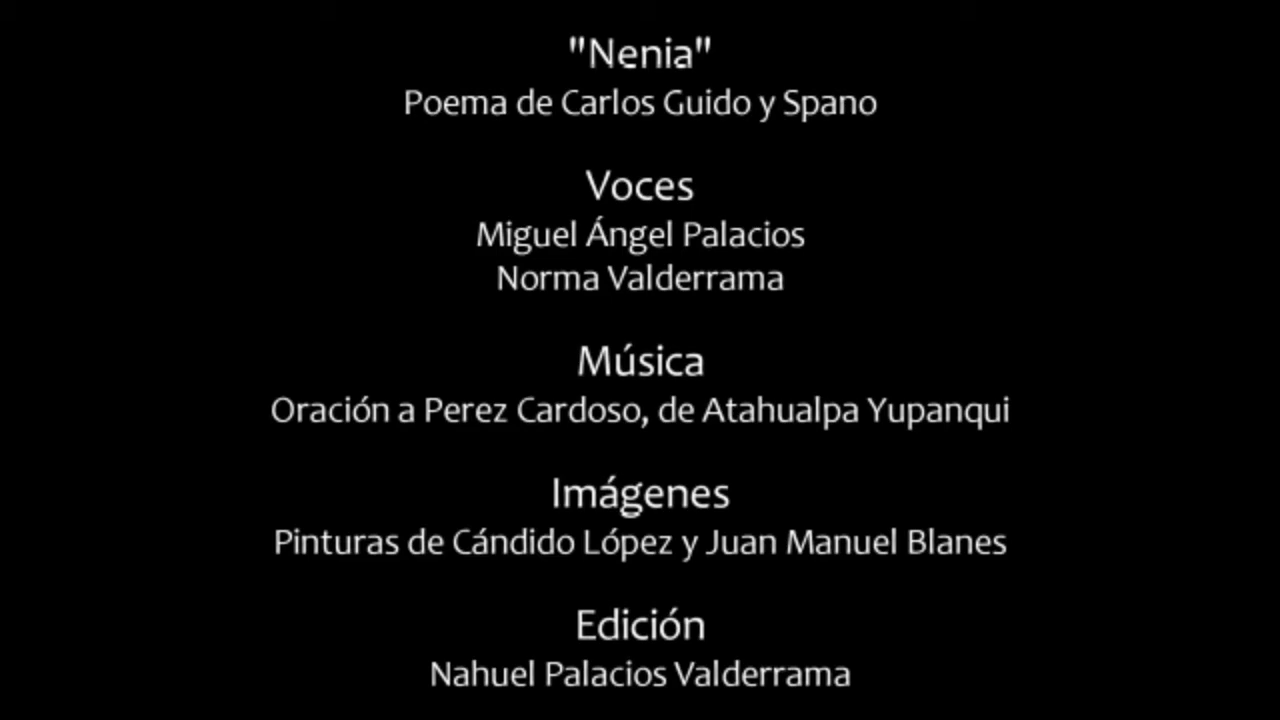 "Nenia"
Poema de Carlos Guido y Spano
Voces
Miguel Ángel Palacios
Norma Valderrama
Música
Oración a Perez Cardoso, de Atahualpa Yupanqui
Imágenes
Pinturas de Cándido López y Juan Manuel Blanes
Edición
Nahuel Palacios Valderrama